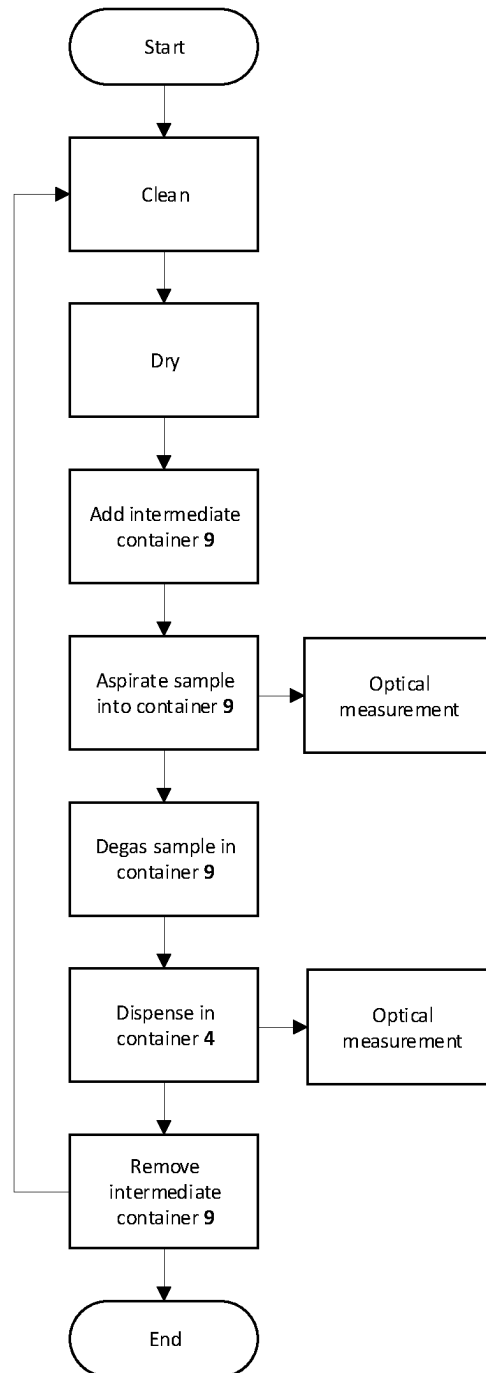 Start
Clean
Dry
Add intermediate
container 9
Aspirate sample
into container 9
Optical
measurement
Degas sample in
container 9
Dispense in
container 4
Optical
measurement
Remove
intermediate
container 9
End